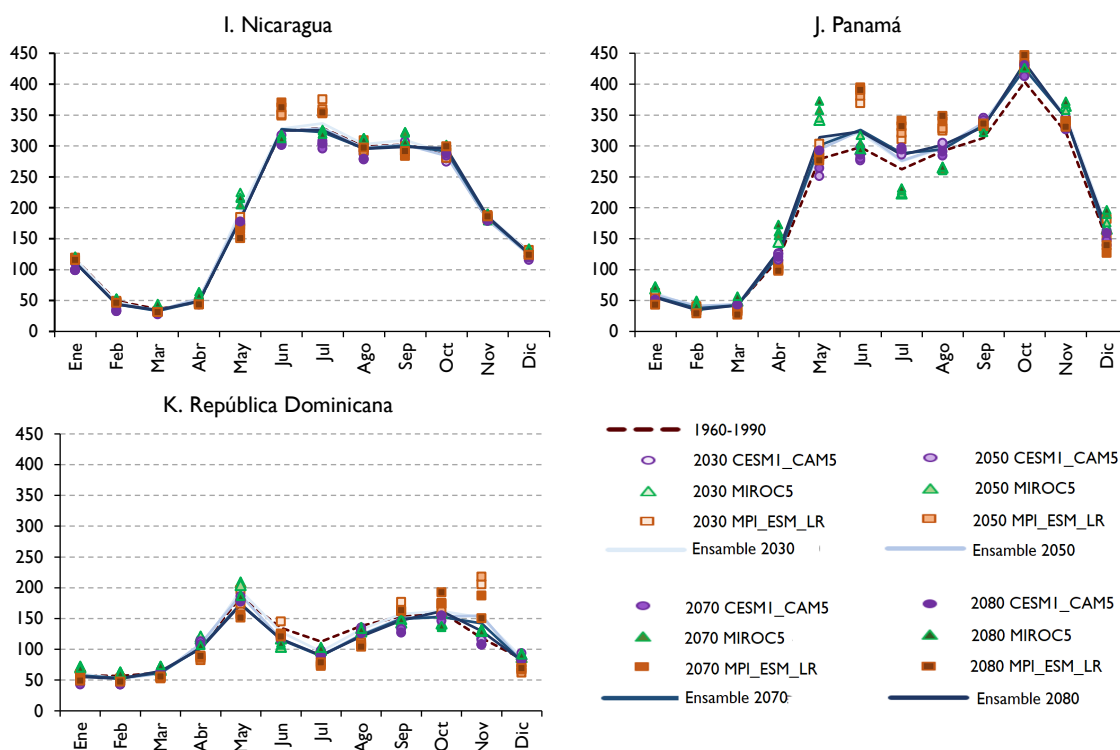 I. Nicaragua
450
400
350
300
250
200
150
100
50
0
Ene
Feb
Mar
Abr
May
Jun
Jul
Ago
Sep
Oct
Nov
Dic
J. Panamá
450
400
350
300
250
200
150
100
50
0
Ene
Feb
Mar
Abr
May
Jun
Jul
Ago
Sep
Oct
Nov
Dic
K. República Dominicana
450
400
350
300
250
200
150
100
50
0
Ene
Feb
Mar
Abr
May
Jun
Jul
Ago
Sep
Oct
Nov
Dic
1960-1990
2030 CESM1_CAM5
2030 MIROC5
2030 MPI_ESM_LR
Ensamble 2030
2050 CESM1_CAM5
2050 MIROC5
2050 MPI_ESM_LR
Ensamble 2050
2070 CESM1_CAM5
2070 MIROC5
2070 MPI_ESM_LR
Ensamble 2070
2080 CESM1_CAM5
2080 MIROC5
2080 MPI_ESM_LR
Ensamble 2080